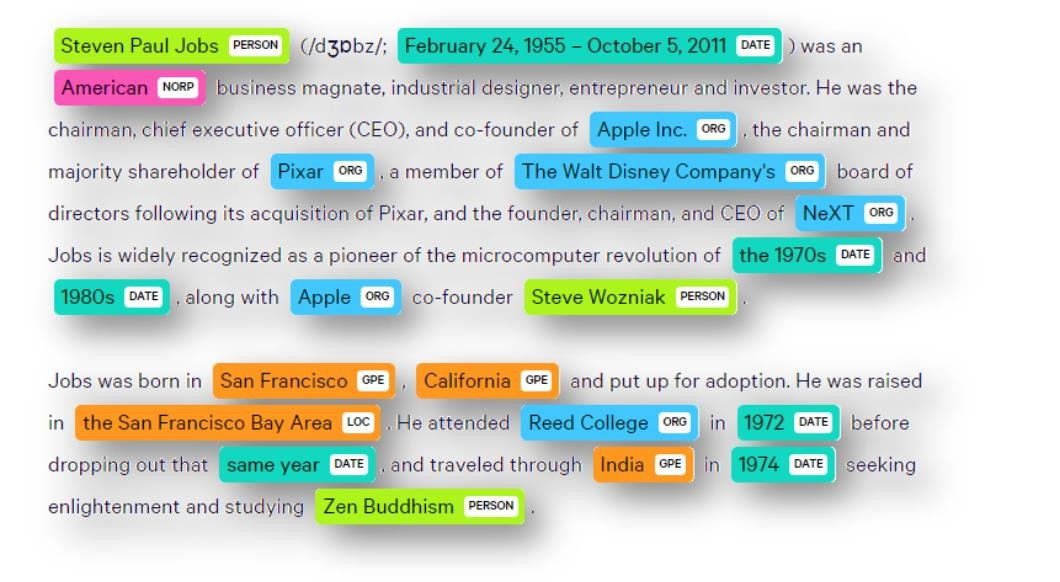 Steven Paul Jobs PERSON (/dʒɒbz/; February 24, 1955 – October 5, 2011 DATE ) was an
American NORP business magnate, industrial designer, entrepreneur and investor. He was the
chairman, chief executive officer (CEO), and co-founder of Apple Inc. ORG , the chairman and
majority shareholder of Pixar ORG , a member of The Walt Disney Company's ORG board of
directors following its acquisition of Pixar, and the founder, chairman, and CEO of NeXT ORG .
Jobs is widely recognized as a pioneer of the microcomputer revolution of the 1970s DATE and
1980s DATE , along with Apple ORG co-founder Steve Wozniak PERSON .
Jobs was born in San Francisco GPE , California GPE and put up for adoption. He was raised
in the San Francisco Bay Area LOC . He attended Reed College ORG in 1972 DATE before
dropping out that same year DATE , and traveled through India GPE in 1974 DATE seeking
enlightenment and studying Zen Buddhism PERSON .